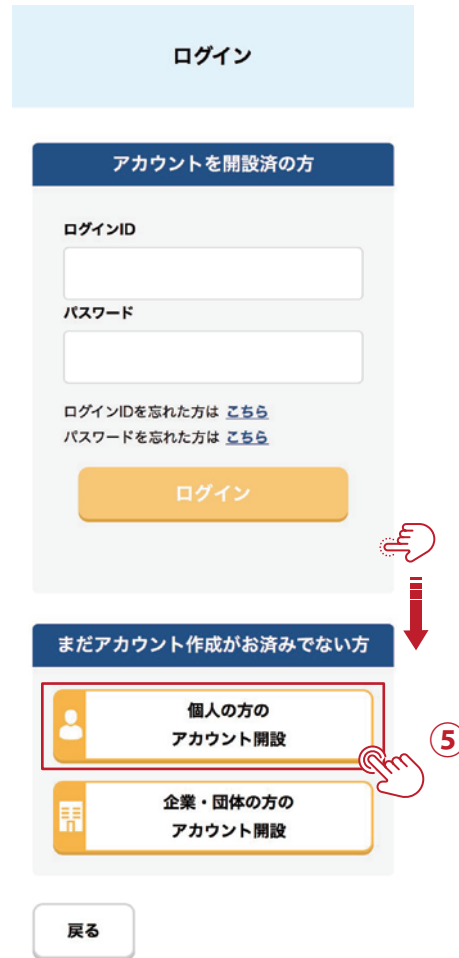 ログイン
アカウントを開設済の方
ログインID
パスワード
ログインIDを忘れた方は こちら
パスワードを忘れた方は こちら
ログイン
まだアカウント作成がお済みでない方
個人の方の
アカウント開設
⑤
企業・団体の方の
アカウント開設
戻る